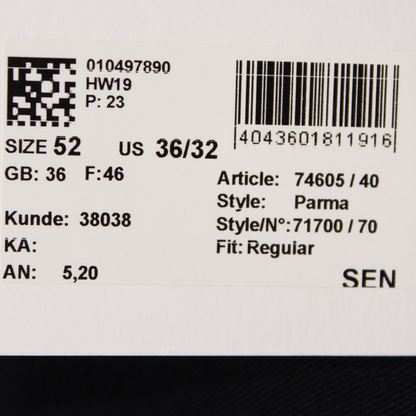 010497890
HW19
P: 23
4043601811916
SIZE 52 US 36/32
GB: 36 F:46
Article: 74605 / 40
Style: Parma
Kunde: 38038
Style/N°:71700 / 70
KA:
Fit: Regular
AN: 5,20
SEN